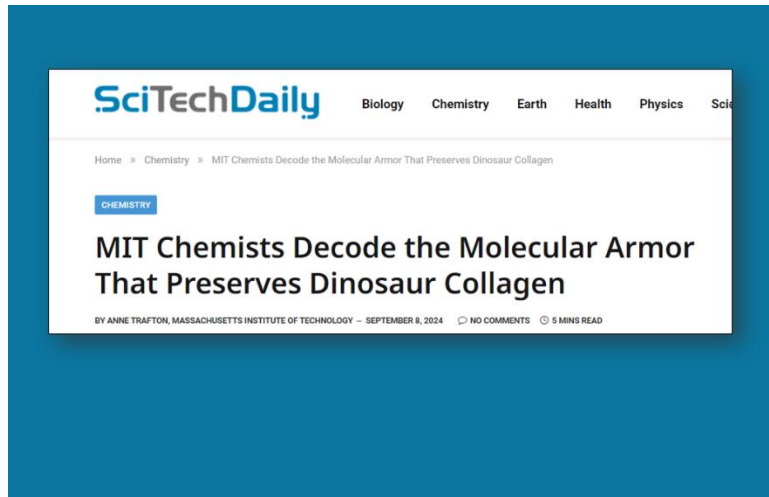 SciTechDaily Biology Chemistry Earth Health Physics
Home » Chemistry » MIT Chemists Decode the Molecular Armor That Preserves Dinosaur Collagen
CHEMISTRY
MIT Chemists Decode the Molecular Armor
That Preserves Dinosaur Collagen
BY ANNE TRAFTON, MASSACHUSETTS INSTITUTE OF TECHNOLOGY – SEPTEMBER 8, 2024 NO COMMENTS 5 MINS READ